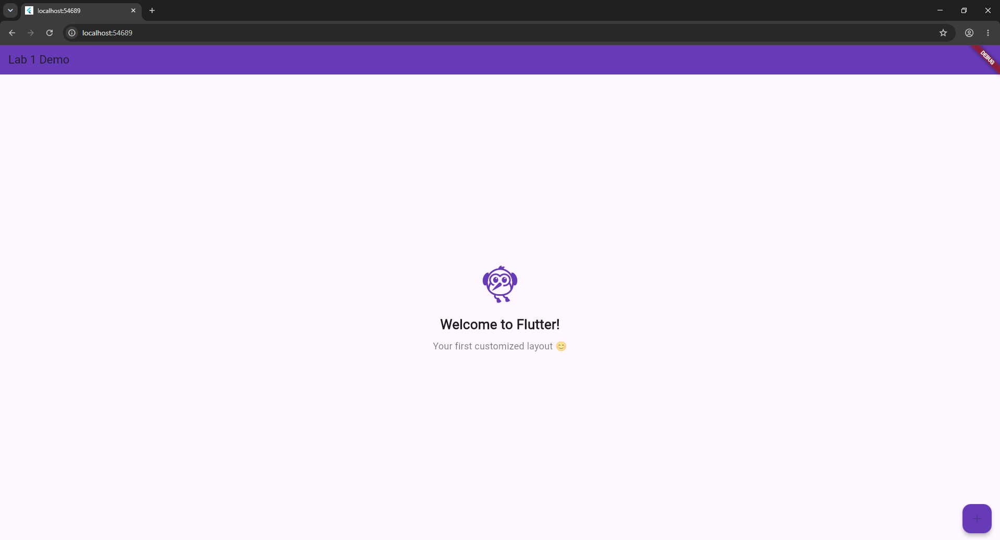 localhost:54689
localhost:54689
Lab 1 Demo
DEBUG
Welcome to Flutter!
Your first customized layout 😊